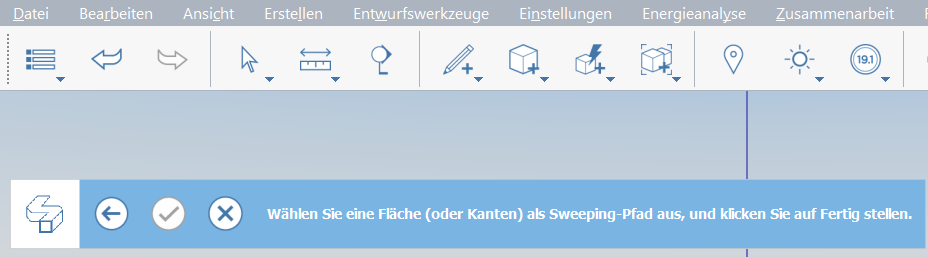 Datei Bearbeiten Ansicht Erstellen Entwurfswerkzeuge Einstellungen Energieanalyse Zusammenarbeit
19.1
Wählen Sie eine Fläche (oder Kanten) als Sweeping-Pfad aus, und klicken Sie auf Fertig stellen.